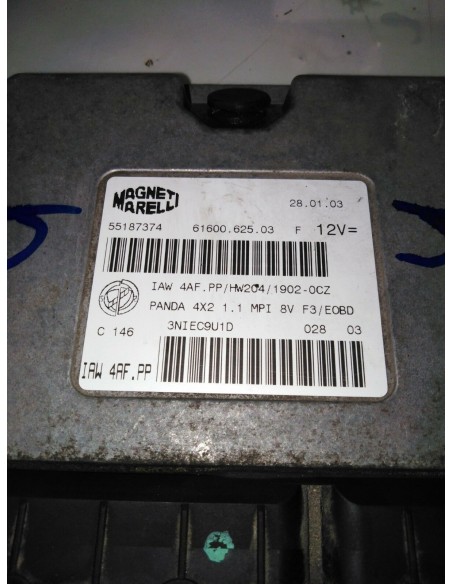 MAGNETI
MARELLI
28.01.03
55187374 61600.625.03 F 12V=
IAW 4AF.PP/HW204/1902-0CZ
PANDA 4X2 1.1 MPI 8V F3/EOBD
C 146 3NIEC9U1D 028 03
IAW 4AF.PP